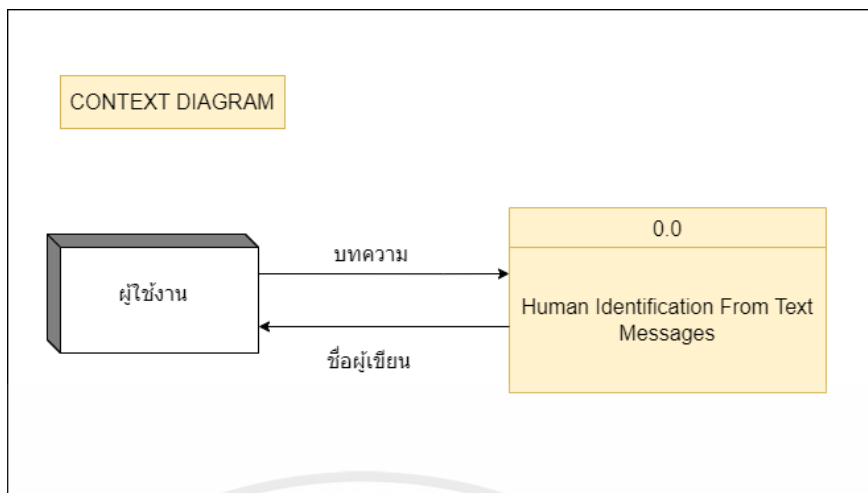 CONTEXT DIAGRAM
0.0
บทความ
ผู้ใช้งาน
Human Identification From Text
Messages
ชื่อผู้เขียน